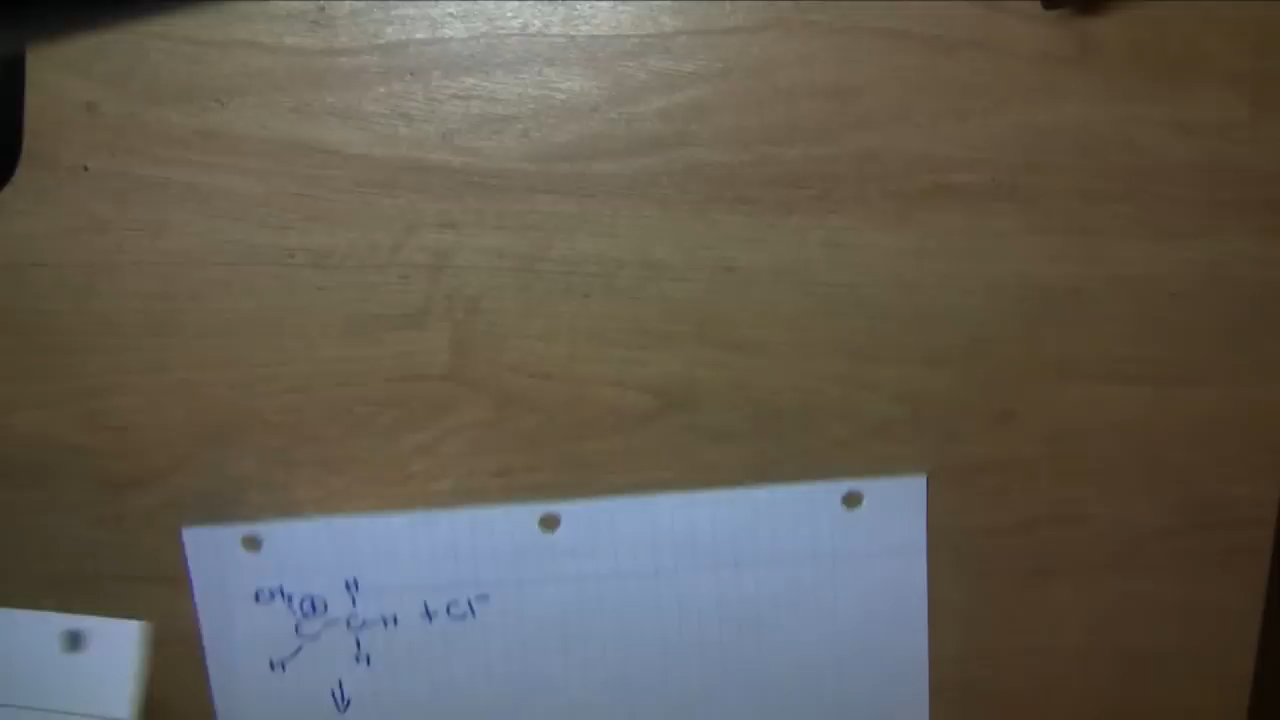 CH₃ ⊕ H
C – C – H + Cl⁻
H H
↓